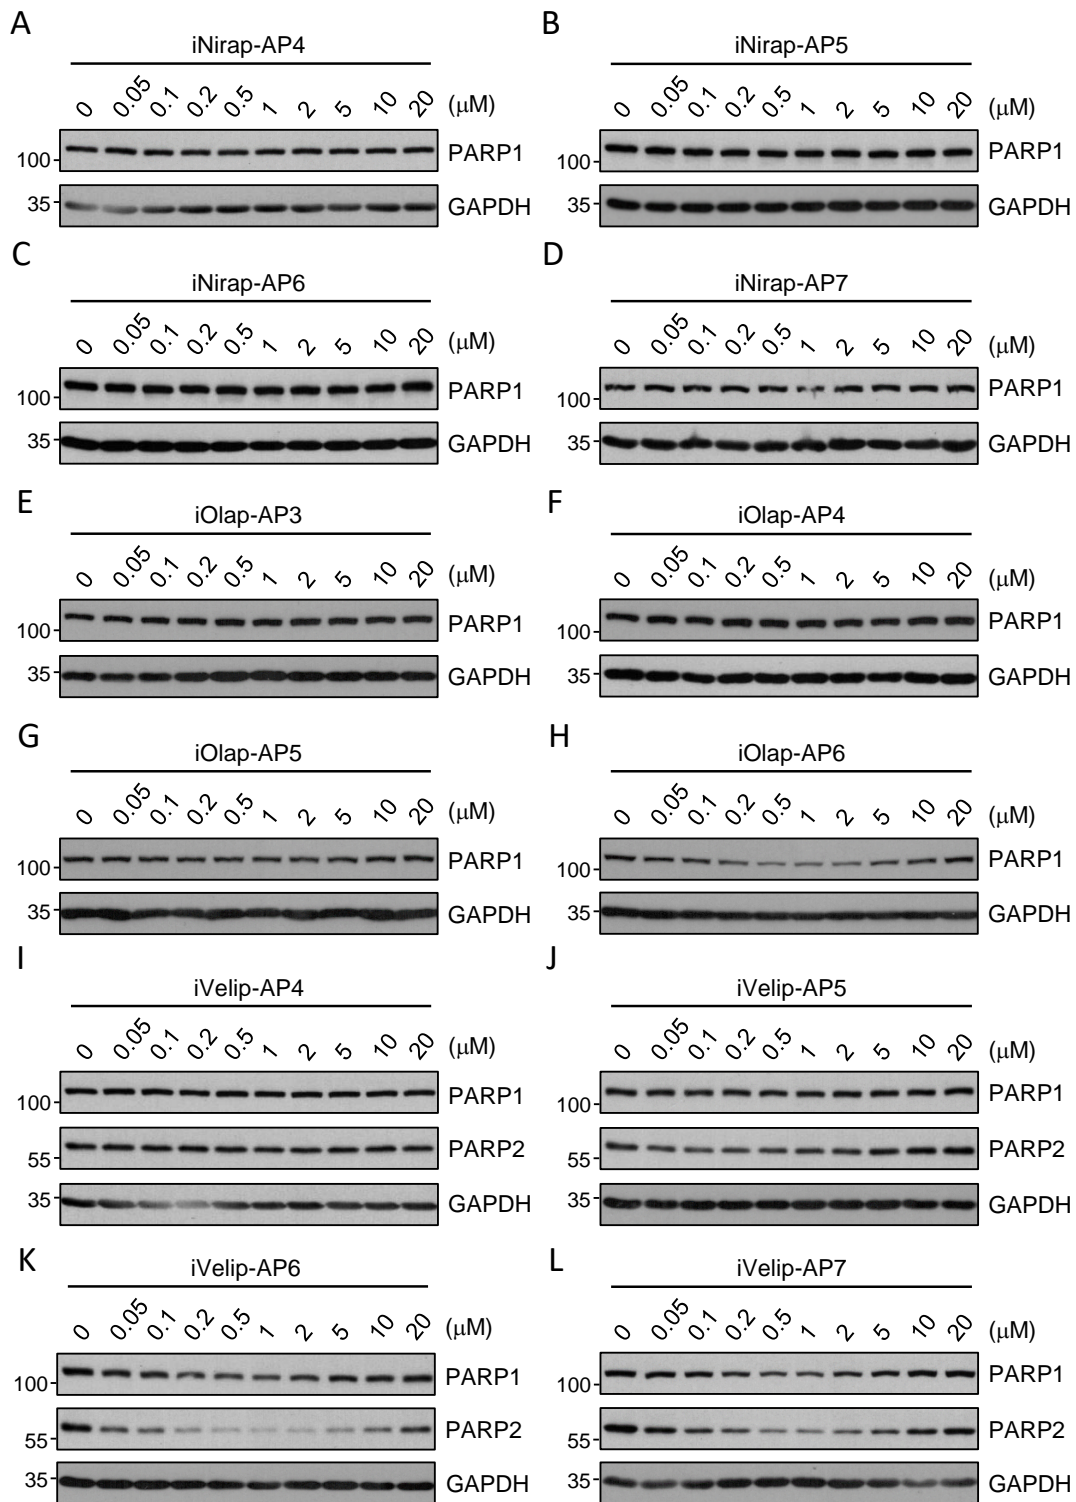 A
iNirap-AP4
0 0.05 0.1 0.2 0.5 1 2 5 10 20 (μM)
100 PARP1
35 GAPDH
B
iNirap-AP5
0 0.05 0.1 0.2 0.5 1 2 5 10 20 (μM)
100 PARP1
35 GAPDH
C
iNirap-AP6
0 0.05 0.1 0.2 0.5 1 2 5 10 20 (μM)
100 PARP1
35 GAPDH
D
iNirap-AP7
0 0.05 0.1 0.2 0.5 1 2 5 10 20 (μM)
100 PARP1
35 GAPDH
E
iOlap-AP3
0 0.05 0.1 0.2 0.5 1 2 5 10 20 (μM)
100 PARP1
35 GAPDH
F
iOlap-AP4
0 0.05 0.1 0.2 0.5 1 2 5 10 20 (μM)
100 PARP1
35 GAPDH
G
iOlap-AP5
0 0.05 0.1 0.2 0.5 1 2 5 10 20 (μM)
100 PARP1
35 GAPDH
H
iOlap-AP6
0 0.05 0.1 0.2 0.5 1 2 5 10 20 (μM)
100 PARP1
35 GAPDH
I
iVelip-AP4
0 0.05 0.1 0.2 0.5 1 2 5 10 20 (μM)
100 PARP1
55 PARP2
35 GAPDH
J
iVelip-AP5
0 0.05 0.1 0.2 0.5 1 2 5 10 20 (μM)
100 PARP1
55 PARP2
35 GAPDH
K
iVelip-AP6
0 0.05 0.1 0.2 0.5 1 2 5 10 20 (μM)
100 PARP1
55 PARP2
35 GAPDH
L
iVelip-AP7
0 0.05 0.1 0.2 0.5 1 2 5 10 20 (μM)
100 PARP1
55 PARP2
35 GAPDH